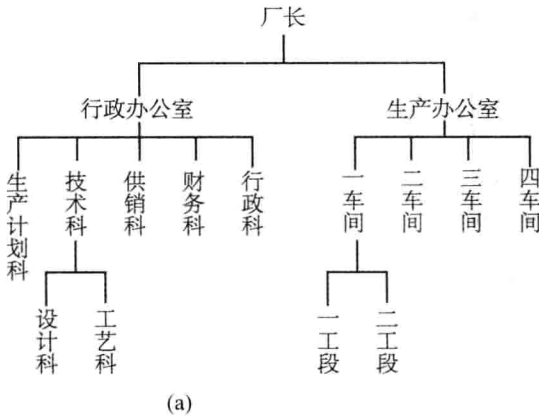 厂长
行政办公室
生产办公室
生产计划科
技术科
供销科
财务科
行政科
一车间
二车间
三车间
四车间
设计科
工艺科
一工段
二工段
(a)